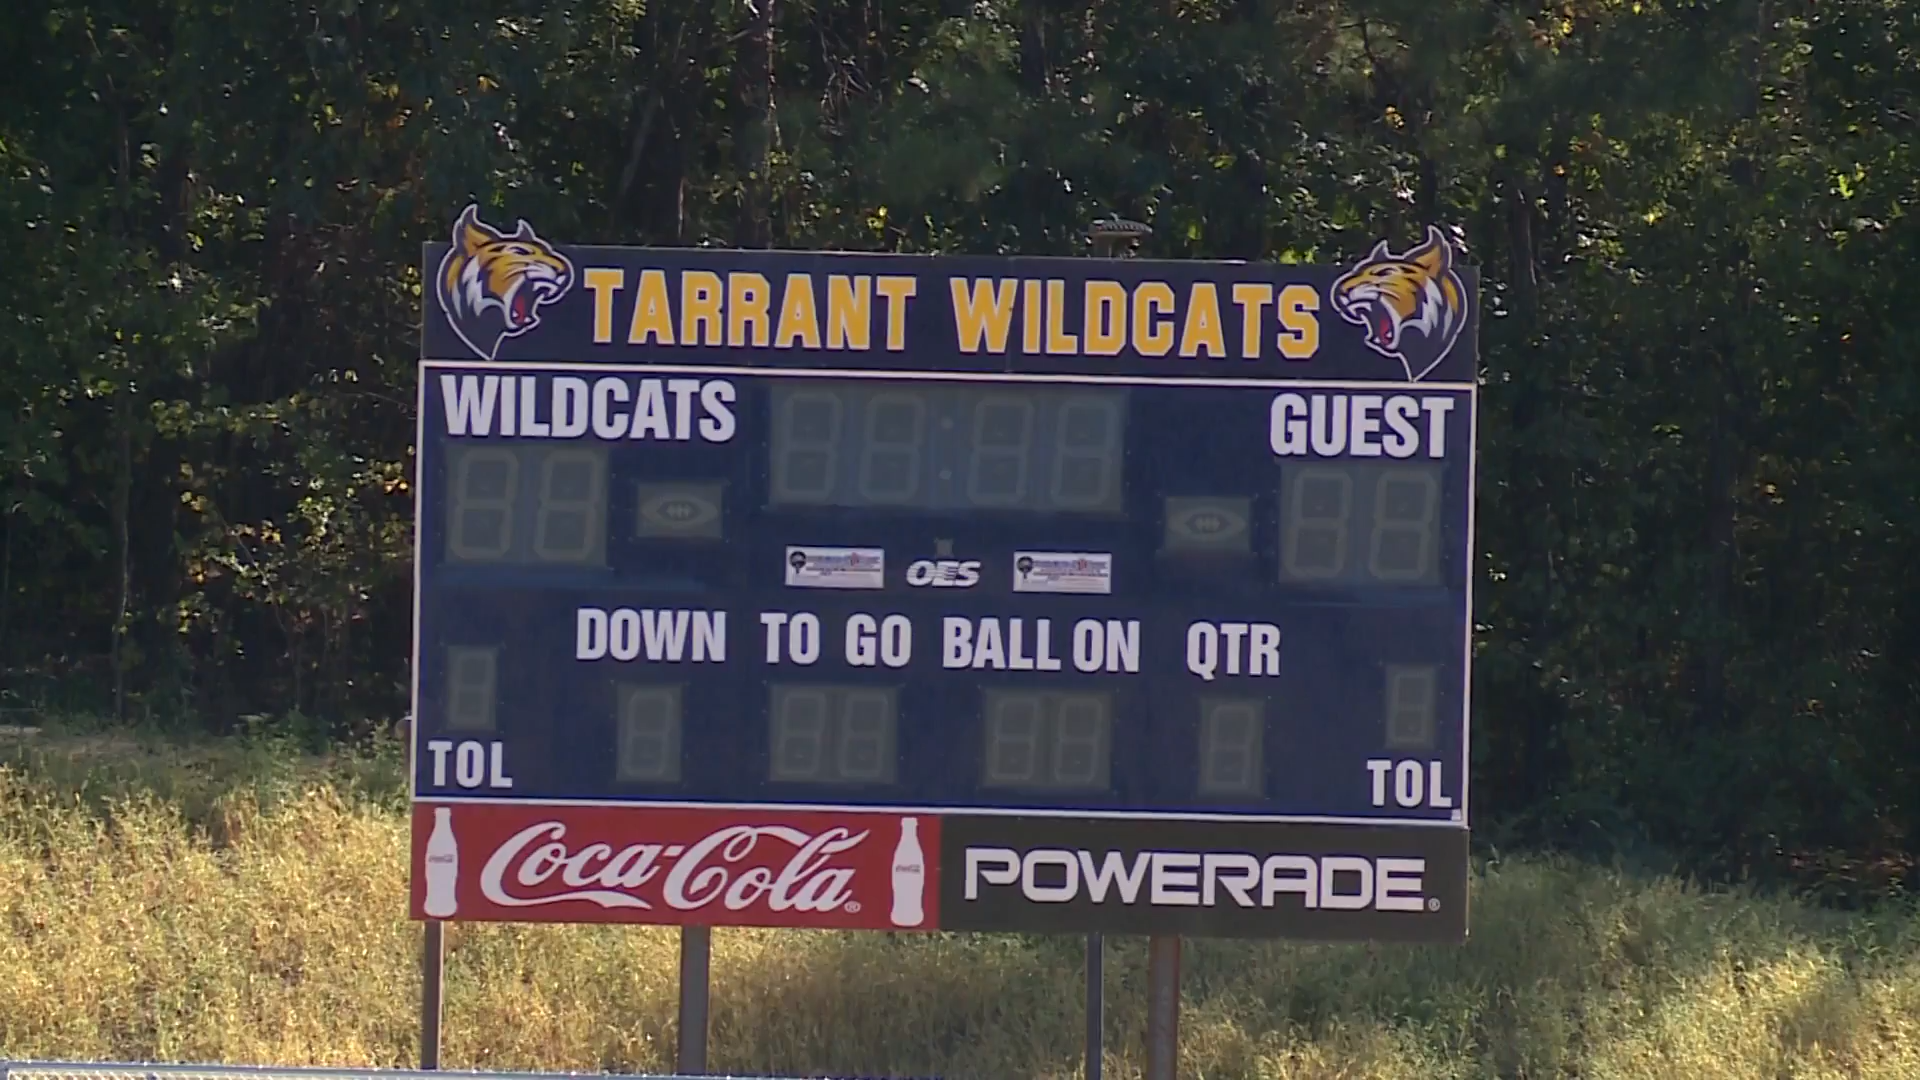 TARRANT WILDCATS
WILDCATS
GUEST
OES
DOWN TO GO BALL ON QTR
TOL
TOL
Coca-Cola®
POWERADE®